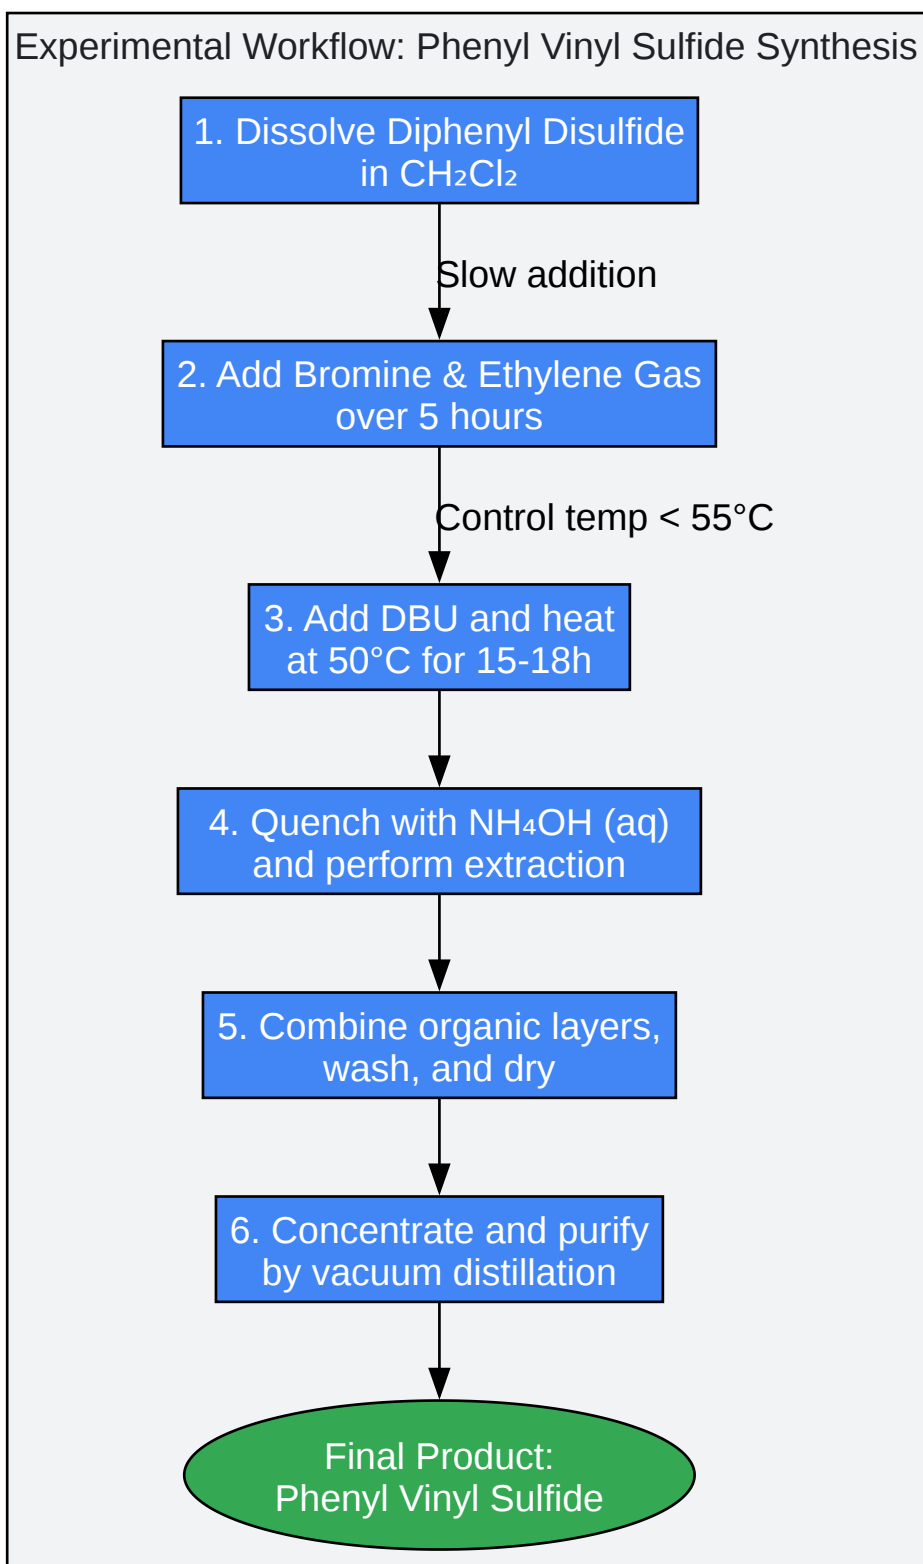 Experimental Workflow: Phenyl Vinyl Sulfide Synthesis
1. Dissolve Diphenyl Disulfide
in CH₂Cl₂
Slow addition
2. Add Bromine & Ethylene Gas
over 5 hours
Control temp < 55°C
3. Add DBU and heat
at 50°C for 15-18h
4. Quench with NH₄OH (aq)
and perform extraction
5. Combine organic layers,
wash, and dry
6. Concentrate and purify
by vacuum distillation
Final Product:
Phenyl Vinyl Sulfide